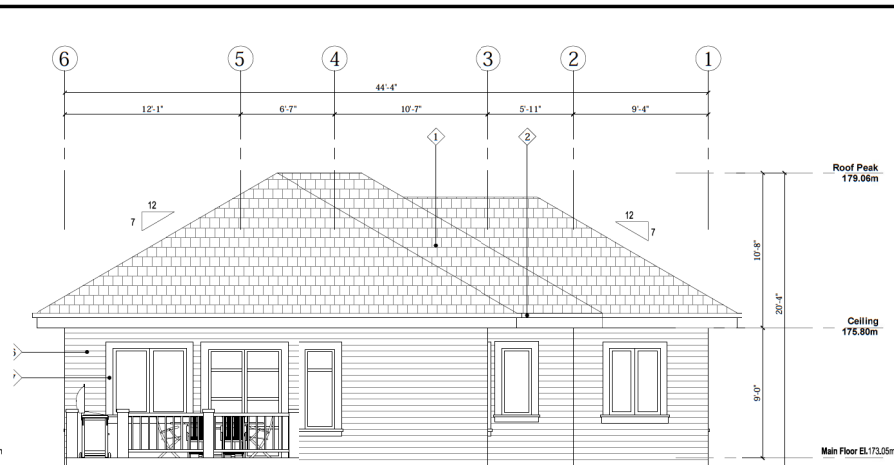 6 5 4 3 2 1
44'-4"
12'-1" 6'-7" 10'-7" 5'-11" 9'-4"
1 2
Roof Peak
179.06m
12
7
12
7
10'-8"
20'-4"
Ceiling
175.80m
9'-0"
Main Floor El.173.05m